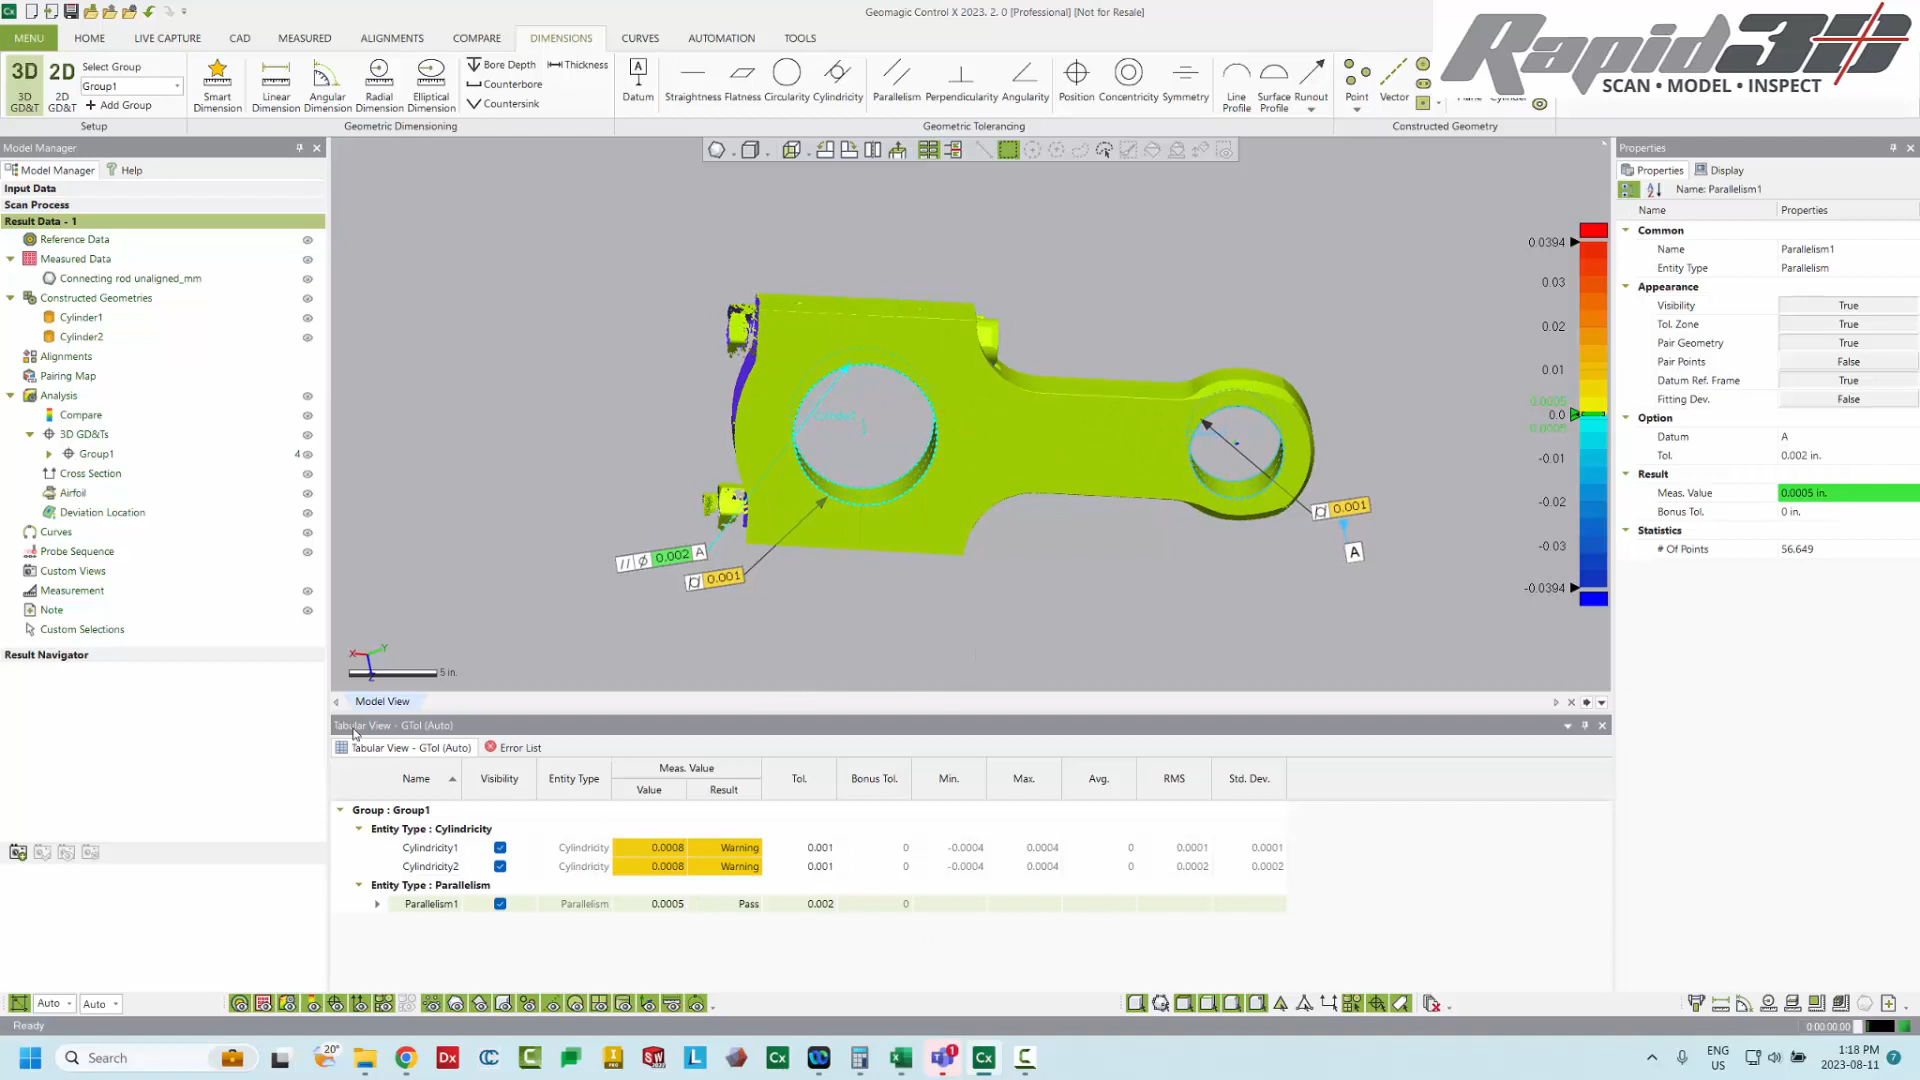 Geomagic Control X 2023. 2. 0 [Professional] [Not for Resale]
Rapid3D
SCAN • MODEL • INSPECT
MENU HOME LIVE CAPTURE CAD MEASURED ALIGNMENTS COMPARE DIMENSIONS CURVES AUTOMATION TOOLS
3D GD&T
2D GD&T
Select Group
Group1
Add Group
Setup
Smart Dimension
Linear Dimension
Angular Dimension
Radial Dimension
Elliptical Dimension
Bore Depth
Counterbore
Countersink
Thickness
Geometric Dimensioning
A
Datum
Straightness Flatness Circularity Cylindricity
Parallelism Perpendicularity Angularity
Position Concentricity Symmetry
Line Profile
Surface Profile
Runout
Geometric Tolerancing
Point
Vector
Constructed Geometry
Model Manager
Model Manager Help
Input Data
Scan Process
Result Data - 1
Reference Data
Measured Data
Connecting rod unaligned_mm
Constructed Geometries
Cylinder1
Cylinder2
Alignments
Pairing Map
Analysis
Compare
3D GD&Ts
Group1 4
Cross Section
Airfoil
Deviation Location
Curves
Probe Sequence
Custom Views
Measurement
Note
Custom Selections
Result Navigator
// ⌀ 0.002 A
0.001
0.001
A
0.0394
0.03
0.02
0.01
0.0005
0.0
0.0005
-0.01
-0.02
-0.03
-0.0394
X Y Z
5 in.
Model View
Properties
Properties Display
Name: Parallelism1
Name Properties
Common
Name Parallelism1
Entity Type Parallelism
Appearance
Visibility True
Tol. Zone True
Pair Geometry True
Pair Points False
Datum Ref. Frame True
Fitting Dev. False
Option
Datum A
Tol. 0.002 in.
Result
Meas. Value 0.0005 in.
Bonus Tol. 0 in.
Statistics
# Of Points 56,649
Tabular View - GTol (Auto)
Tabular View - GTol (Auto) Error List
Name Visibility Entity Type Meas. Value Tol. Bonus Tol. Min. Max. Avg. RMS Std. Dev.
Value Result
Group : Group1
Entity Type : Cylindricity
Cylindricity1 Cylindricity 0.0008 Warning 0.001 0 -0.0004 0.0004 0 0.0001 0.0001
Cylindricity2 Cylindricity 0.0008 Warning 0.001 0 -0.0004 0.0004 0 0.0002 0.0002
Entity Type : Parallelism
Parallelism1 Parallelism 0.0005 Pass 0.002 0
Auto Auto
Ready
0:00:00.00
Search
20°
ENG
US
1:18 PM
2023-08-11